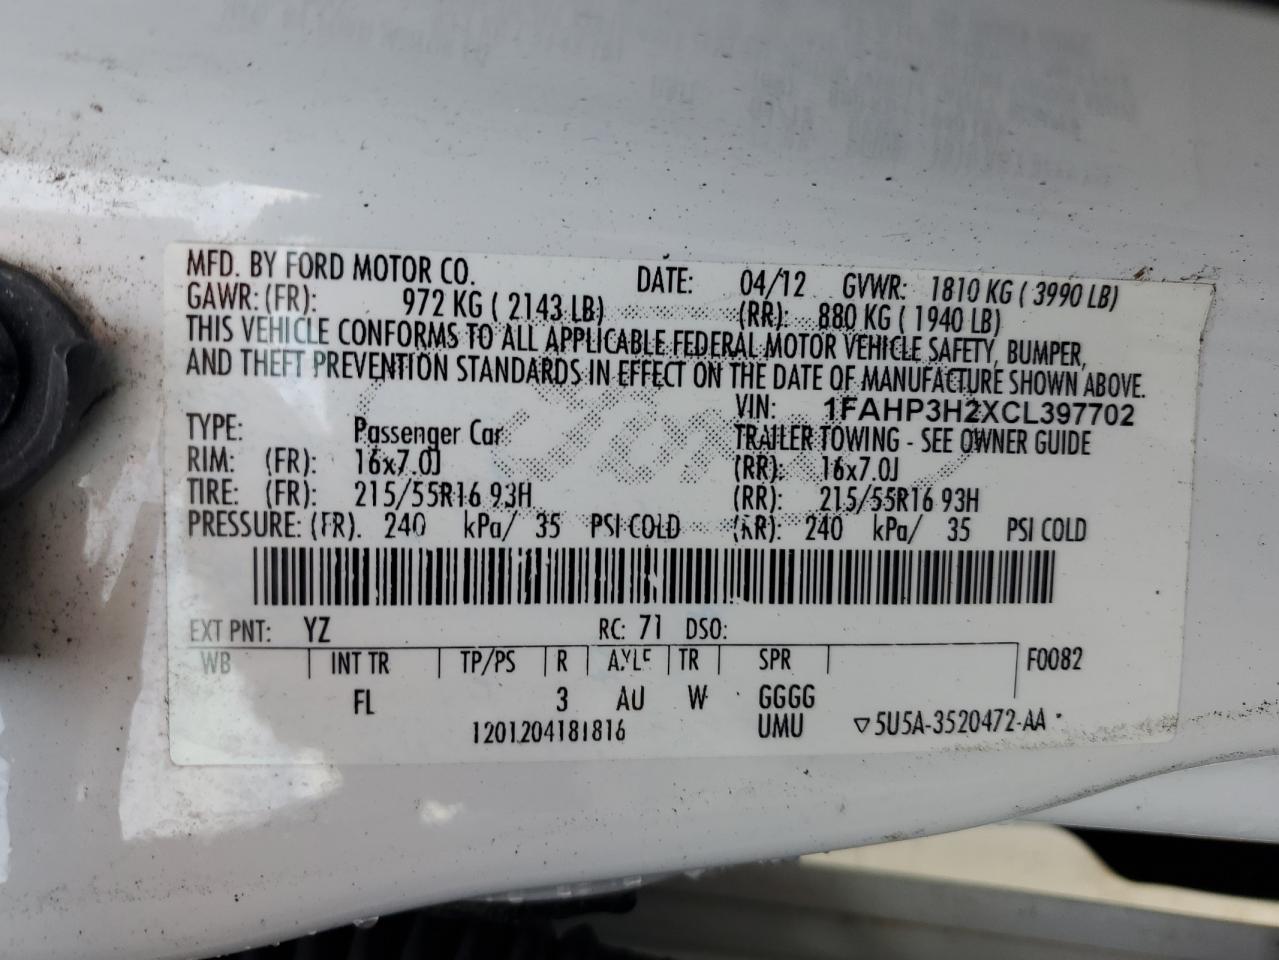 MFD. BY FORD MOTOR CO. DATE: 04/12 GVWR: 1810 KG ( 3990 LB)
GAWR: (FR): 972 KG ( 2143 LB) (RR): 880 KG ( 1940 LB)
THIS VEHICLE CONFORMS TO ALL APPLICABLE FEDERAL MOTOR VEHICLE SAFETY, BUMPER,
AND THEFT PREVENTION STANDARDS IN EFFECT ON THE DATE OF MANUFACTURE SHOWN ABOVE.
VIN: 1FAHP3H2XCL397702
TYPE: Passenger Car TRAILER TOWING - SEE OWNER GUIDE
RIM: (FR): 16x7.0J (RR): 16x7.0J
TIRE: (FR): 215/55R16 93H (RR): 215/55R16 93H
PRESSURE: (FR). 240 kPa/ 35 PSI COLD (RR): 240 kPa/ 35 PSI COLD
EXT PNT: YZ RC: 71 DSO:
WB INT TR TP/PS R AXLE TR SPR F0082
FL 3 AU W GGGG
1201204181816 UMU ▽5U5A-3520472-AA